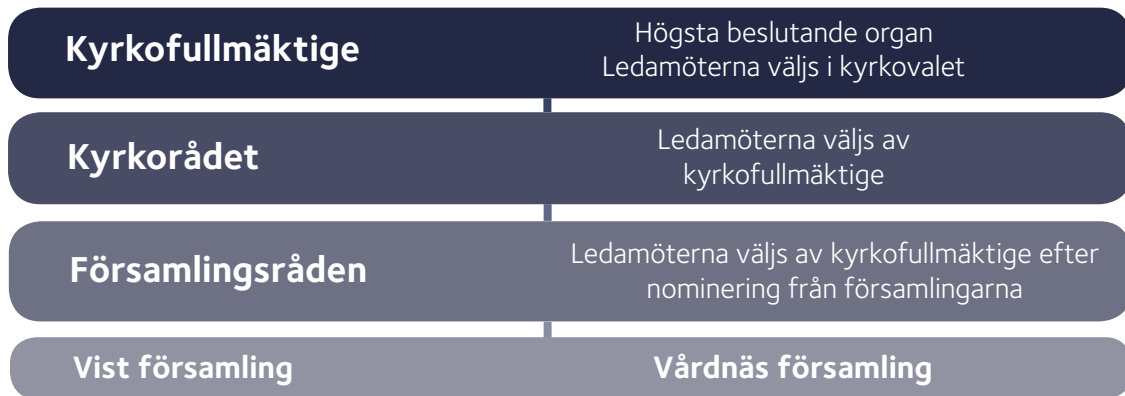 Kyrkofullmäktige
Högsta beslutande organ
Ledamöterna väljs i kyrkovalet
Kyrkorådet
Ledamöterna väljs av
kyrkofullmäktige
Församlingsråden
Ledamöterna väljs av kyrkofullmäktige efter
nominering från församlingarna
Vist församling
Vårdnäs församling